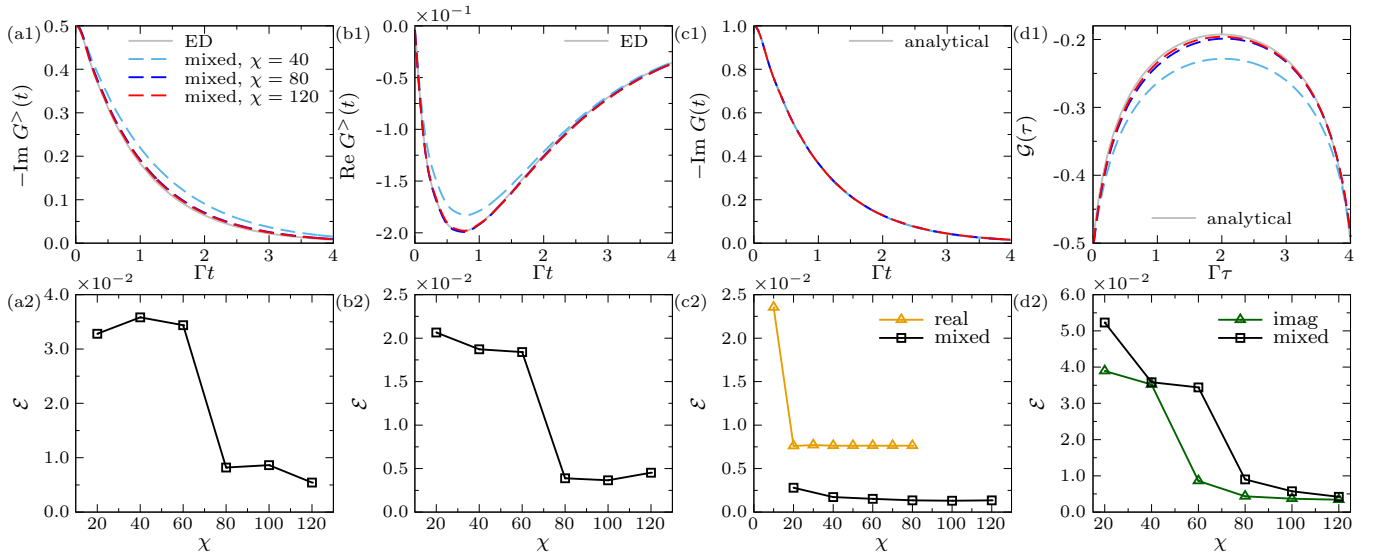 (a1)
−Im G>(t)
0.5
0.4
0.3
0.2
0.1
0.0
ED
mixed, χ = 40
mixed, χ = 80
mixed, χ = 120
0 1 2 3 4
Γt
(b1)
×10−1
Re G>(t)
0.0
-0.5
-1.0
-1.5
-2.0
ED
0 1 2 3 4
Γt
(c1)
−Im G(t)
1.0
0.8
0.6
0.4
0.2
0.0
analytical
0 1 2 3 4
Γt
(d1)
𝒢(τ)
-0.2
-0.3
-0.4
-0.5
analytical
0 1 2 3 4
Γτ
(a2)
×10−2
ℰ
4.0
3.0
2.0
1.0
0.0
20 40 60 80 100 120
χ
(b2)
×10−2
ℰ
2.5
2.0
1.5
1.0
0.5
0.0
20 40 60 80 100 120
χ
(c2)
×10−2
ℰ
2.5
2.0
1.5
1.0
0.5
0.0
real
mixed
0 20 40 60 80 100 120
χ
(d2)
×10−2
ℰ
6.0
5.0
4.0
3.0
2.0
1.0
0.0
imag
mixed
20 40 60 80 100 120
χ